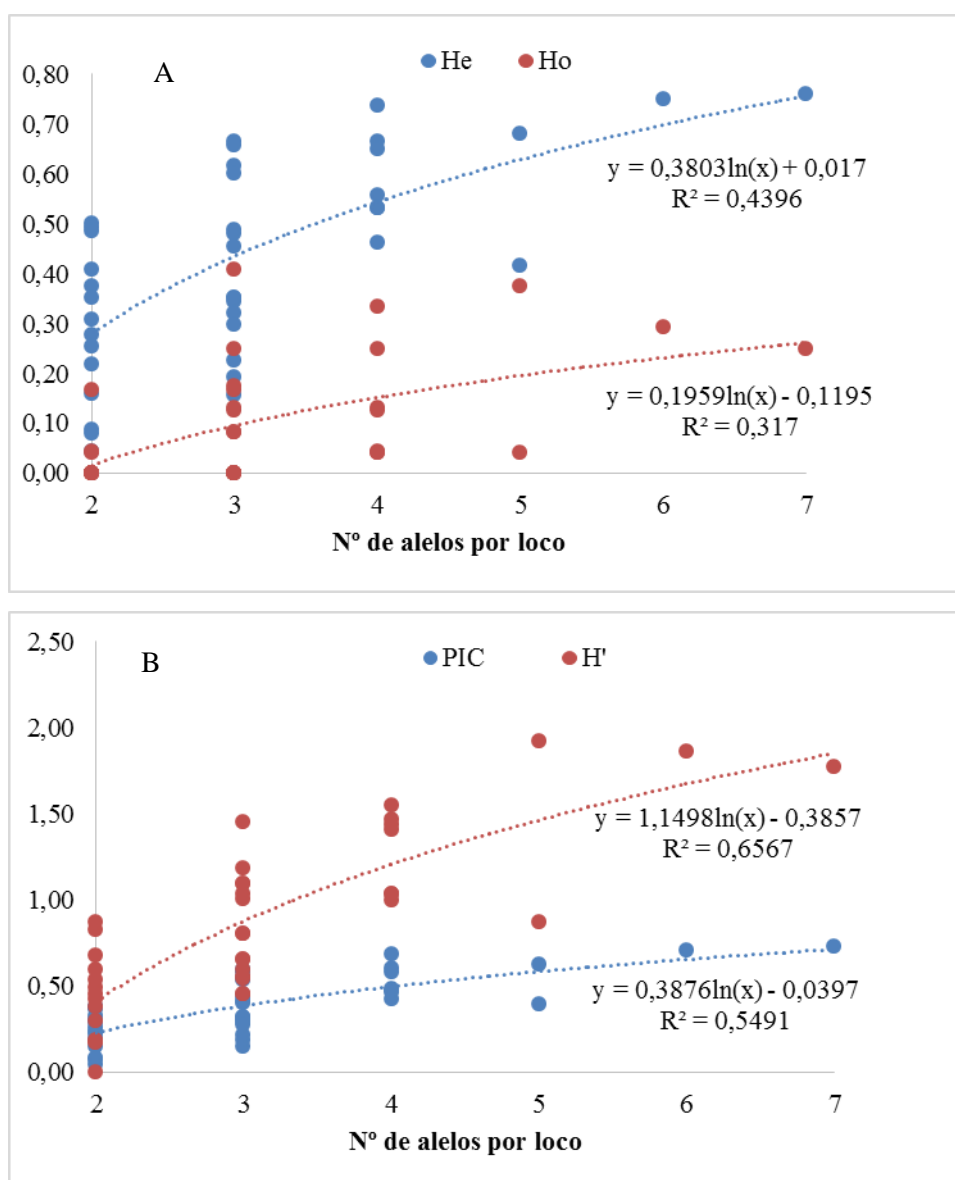 A
He Ho
0,80
0,70
0,60
0,50
0,40
0,30
0,20
0,10
0,00
y = 0,3803ln(x) + 0,017
R² = 0,4396
y = 0,1959ln(x) - 0,1195
R² = 0,317
2 3 4 5 6 7
Nº de alelos por loco
B
PIC H'
2,50
2,00
1,50
1,00
0,50
0,00
y = 1,1498ln(x) - 0,3857
R² = 0,6567
y = 0,3876ln(x) - 0,0397
R² = 0,5491
2 3 4 5 6 7
Nº de alelos por loco